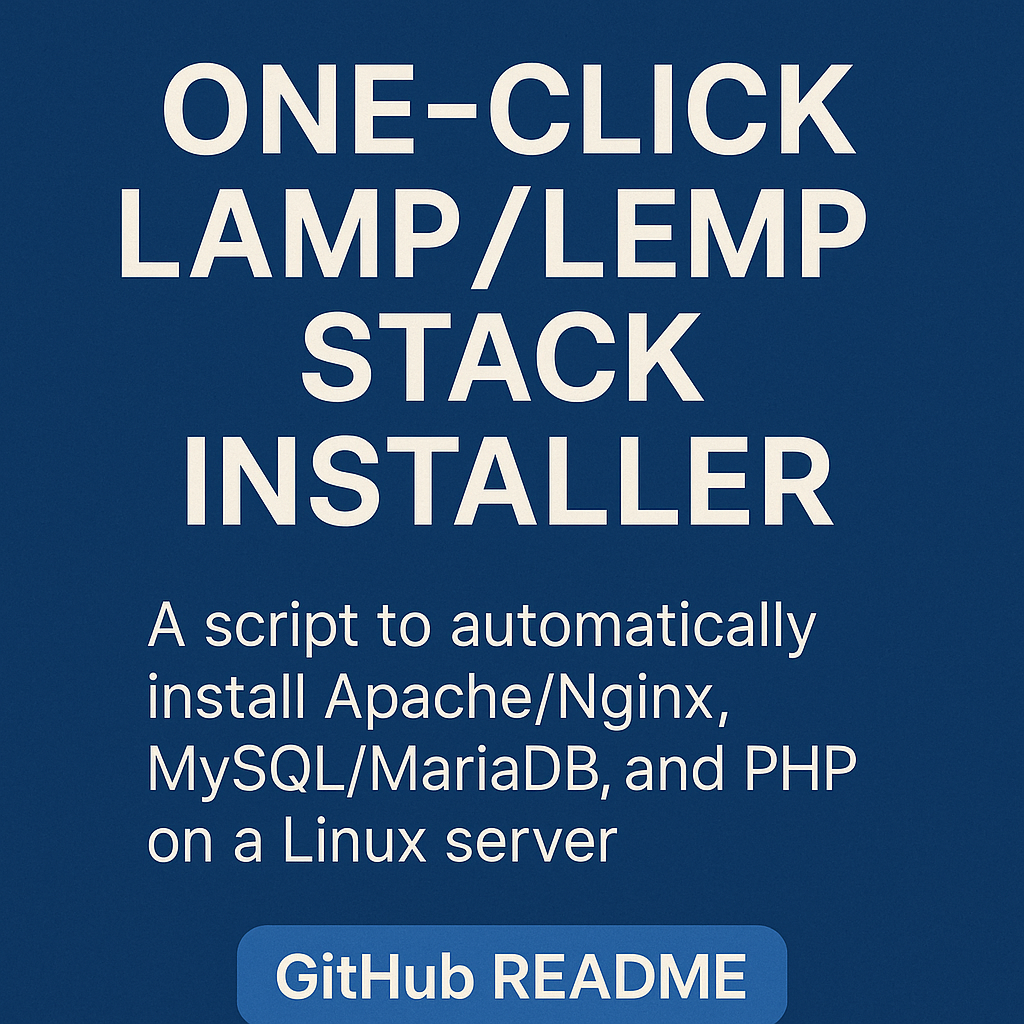 ONE-CLICK
LAMP/LEMP
STACK
INSTALLER
A script to automatically
install Apache/Nginx,
MySQL/MariaDB, and PHP
on a Linux server
GitHub README